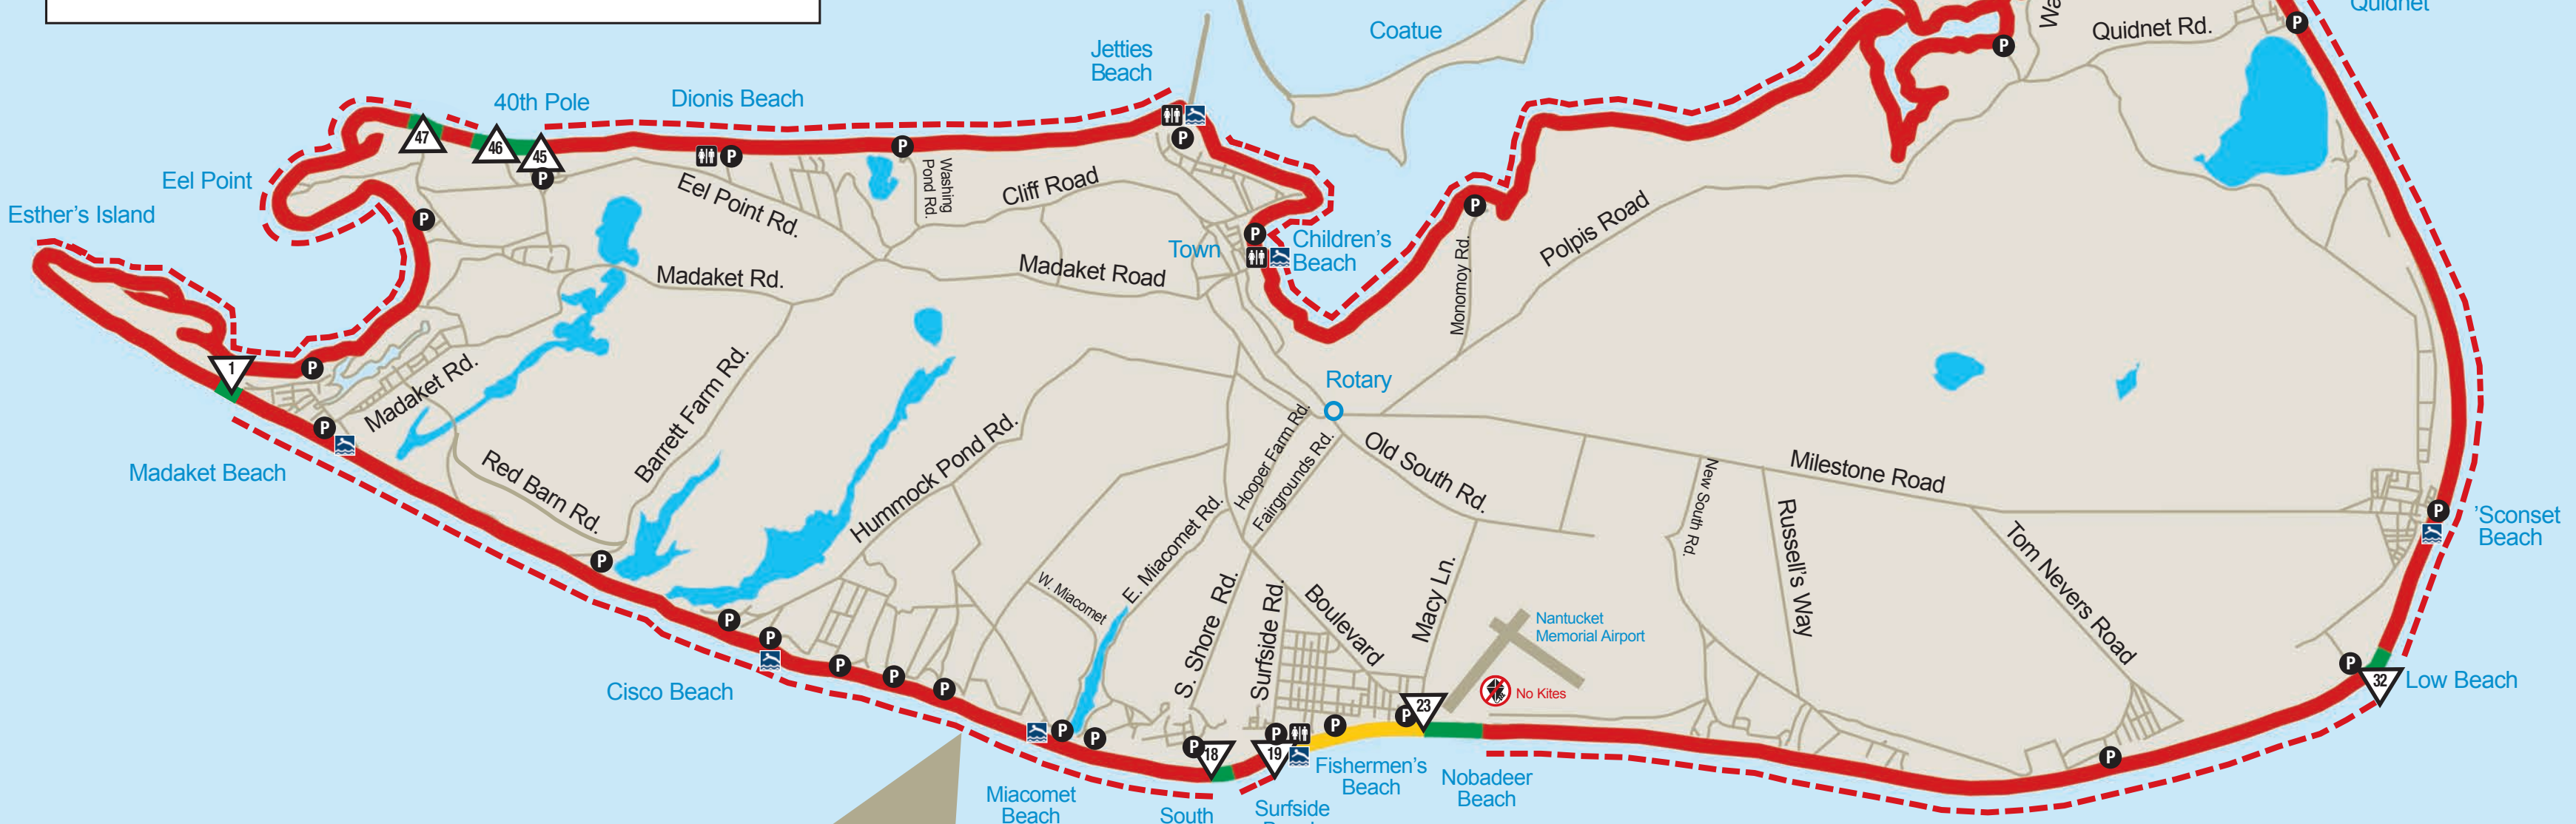 Quidnet
Coatue
Wa
Quidnet Rd.
P
P
Jetties
Beach
40th Pole
Dionis Beach
47
46
45
P
P
P
P
Eel Point
Esther's Island
P
Eel Point Rd.
Washing
Pond Rd.
Cliff Road
Town
P
Children's
Beach
P
Monomoy Rd.
Polpis Road
Madaket Rd.
Madaket Road
1
P
Madaket Rd.
Rotary
P
Madaket Beach
Red Barn Rd.
Barrett Farm Rd.
Hummock Pond Rd.
Hooper Farm Rd.
Fairgrounds Rd.
Old South Rd.
New South Rd.
Milestone Road
Russell's Way
Tom Nevers Road
P
'Sconset
Beach
P
E. Miacomet Rd.
W. Miacomet
S. Shore Rd.
Surfside Rd.
Boulevard
Macy Ln.
Nantucket
Memorial Airport
No Kites
P
P
P
P
P
Cisco Beach
P
32
Low Beach
P
P
P
18
P
19
P
P
23
P
Fishermen's
Beach
Nobadeer
Beach
Miacomet
Beach
South
Surfside